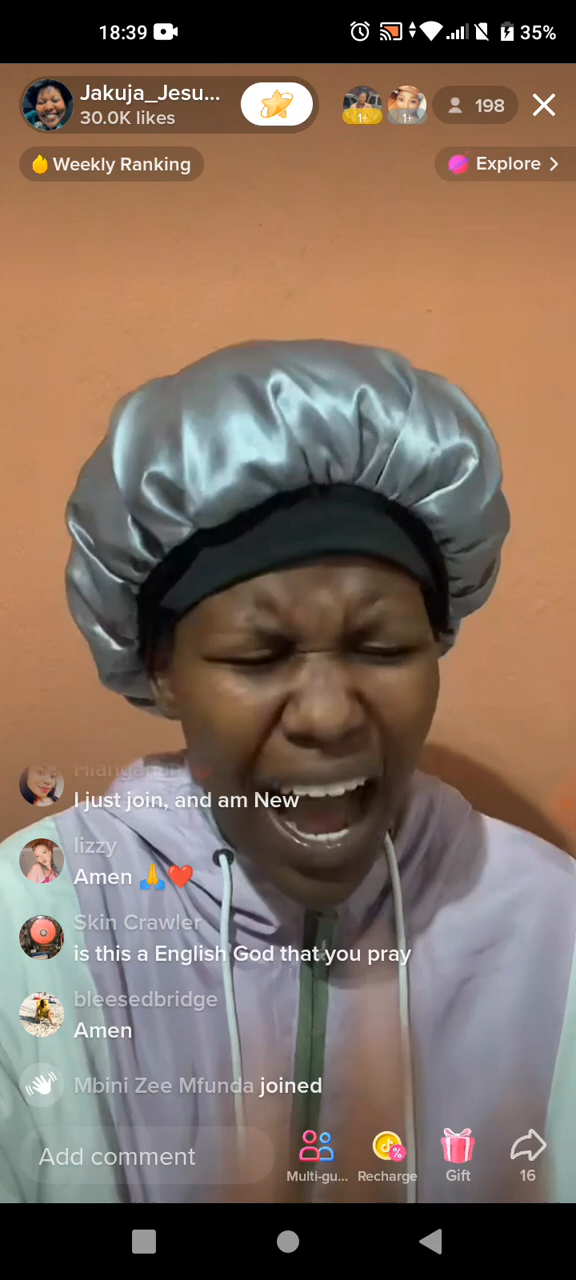 18:39
35%
Jakuja_Jesu...
30.0K likes
1+
1+
198
Weekly Ranking
Explore
I just join, and am New
lizzy
Amen 🙏❤️
Skin Crawler
is this a English God that you pray
bleesedbridge
Amen
Mbini Zee Mfunda joined
Add comment
Multi-gu...
Recharge
Gift
16